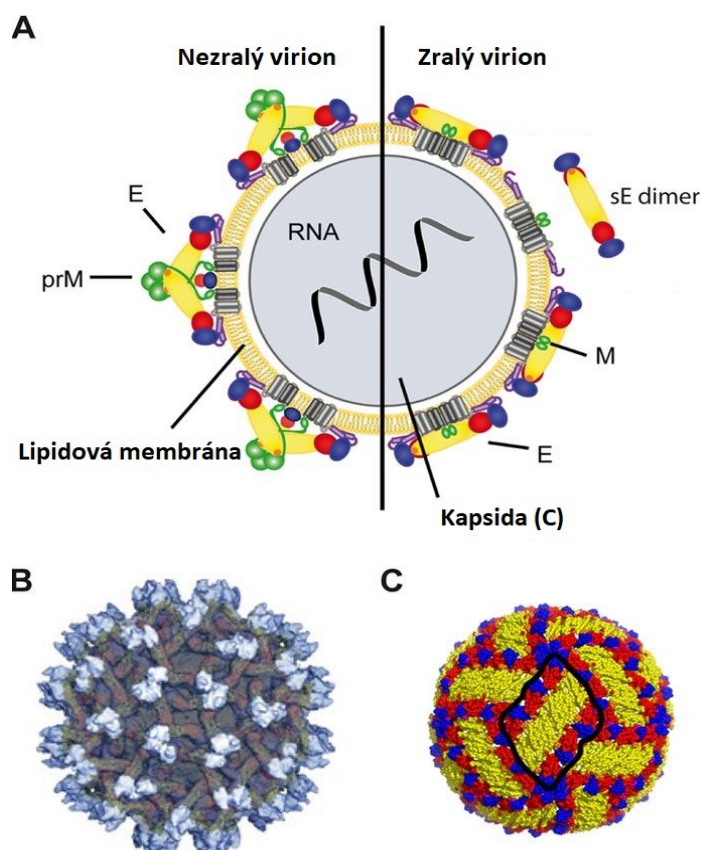 A
Nezralý virion
Zralý virion
E
sE dimer
RNA
prM
M
Lipidová membrána
E
Kapsida (C)
B
C